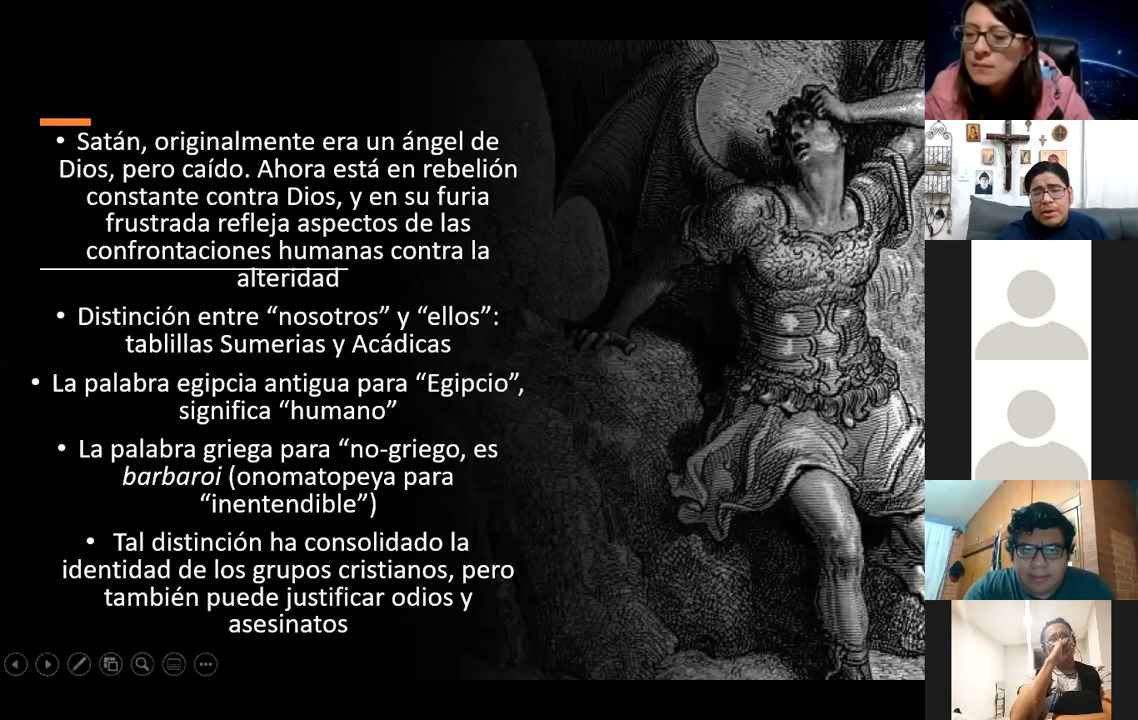 • Satán, originalmente era un ángel de
Dios, pero caído. Ahora está en rebelión
constante contra Dios, y en su furia
frustrada refleja aspectos de las
confrontaciones humanas contra la
alteridad
• Distinción entre “nosotros” y “ellos”:
tablillas Sumerias y Acádicas
• La palabra egipcia antigua para “Egipcio”,
significa “humano”
• La palabra griega para “no-griego, es
barbaroi (onomatopeya para
“inentendible”)
• Tal distinción ha consolidado la
identidad de los grupos cristianos, pero
también puede justificar odios y
asesinatos